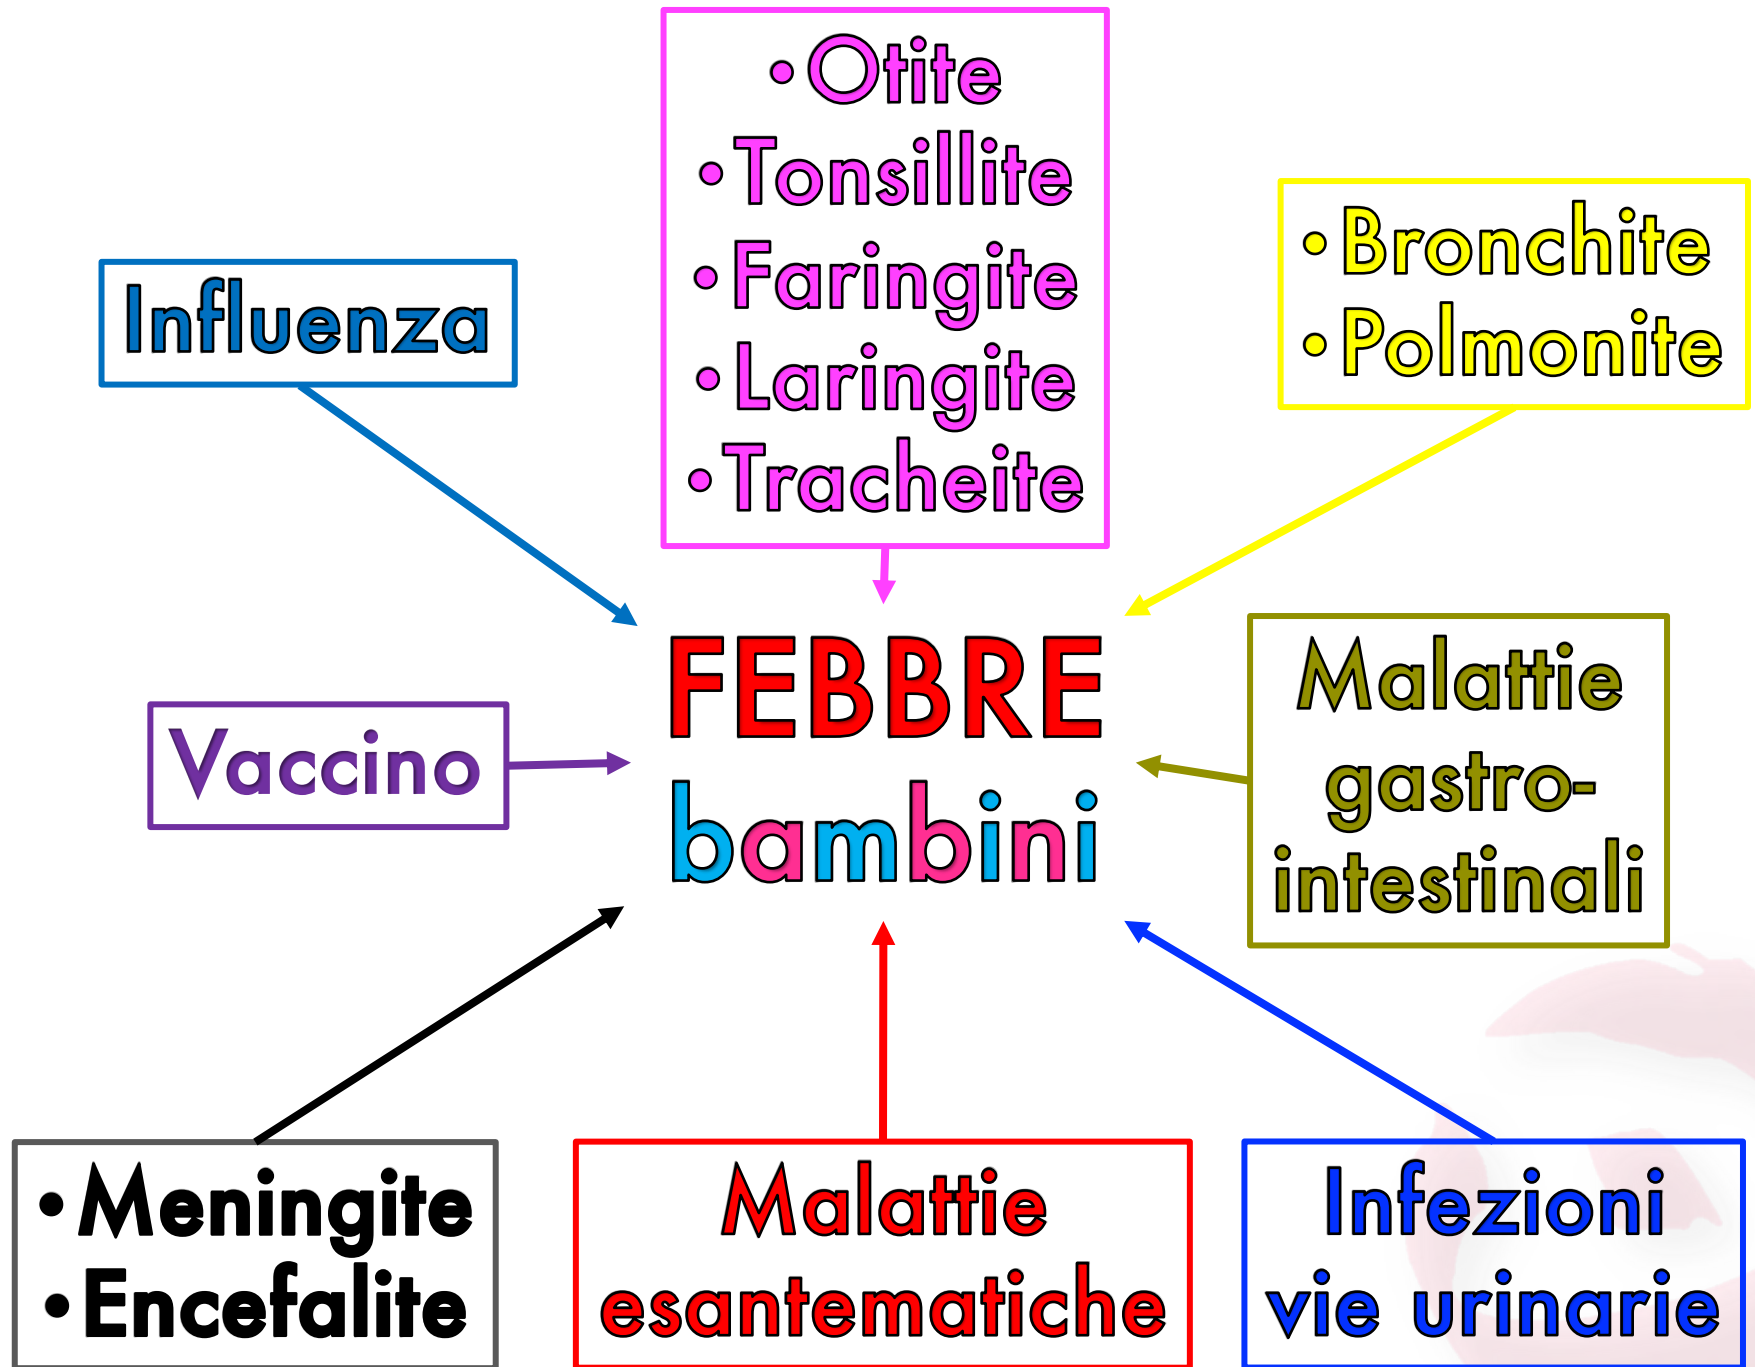 • Otite
• Tonsillite
• Faringite
• Laringite
• Tracheite
• Bronchite
• Polmonite
Influenza
FEBBRE
bambini
Vaccino
Malattie
gastro-
intestinali
• Meningite
• Encefalite
Malattie
esantematiche
Infezioni
vie urinarie